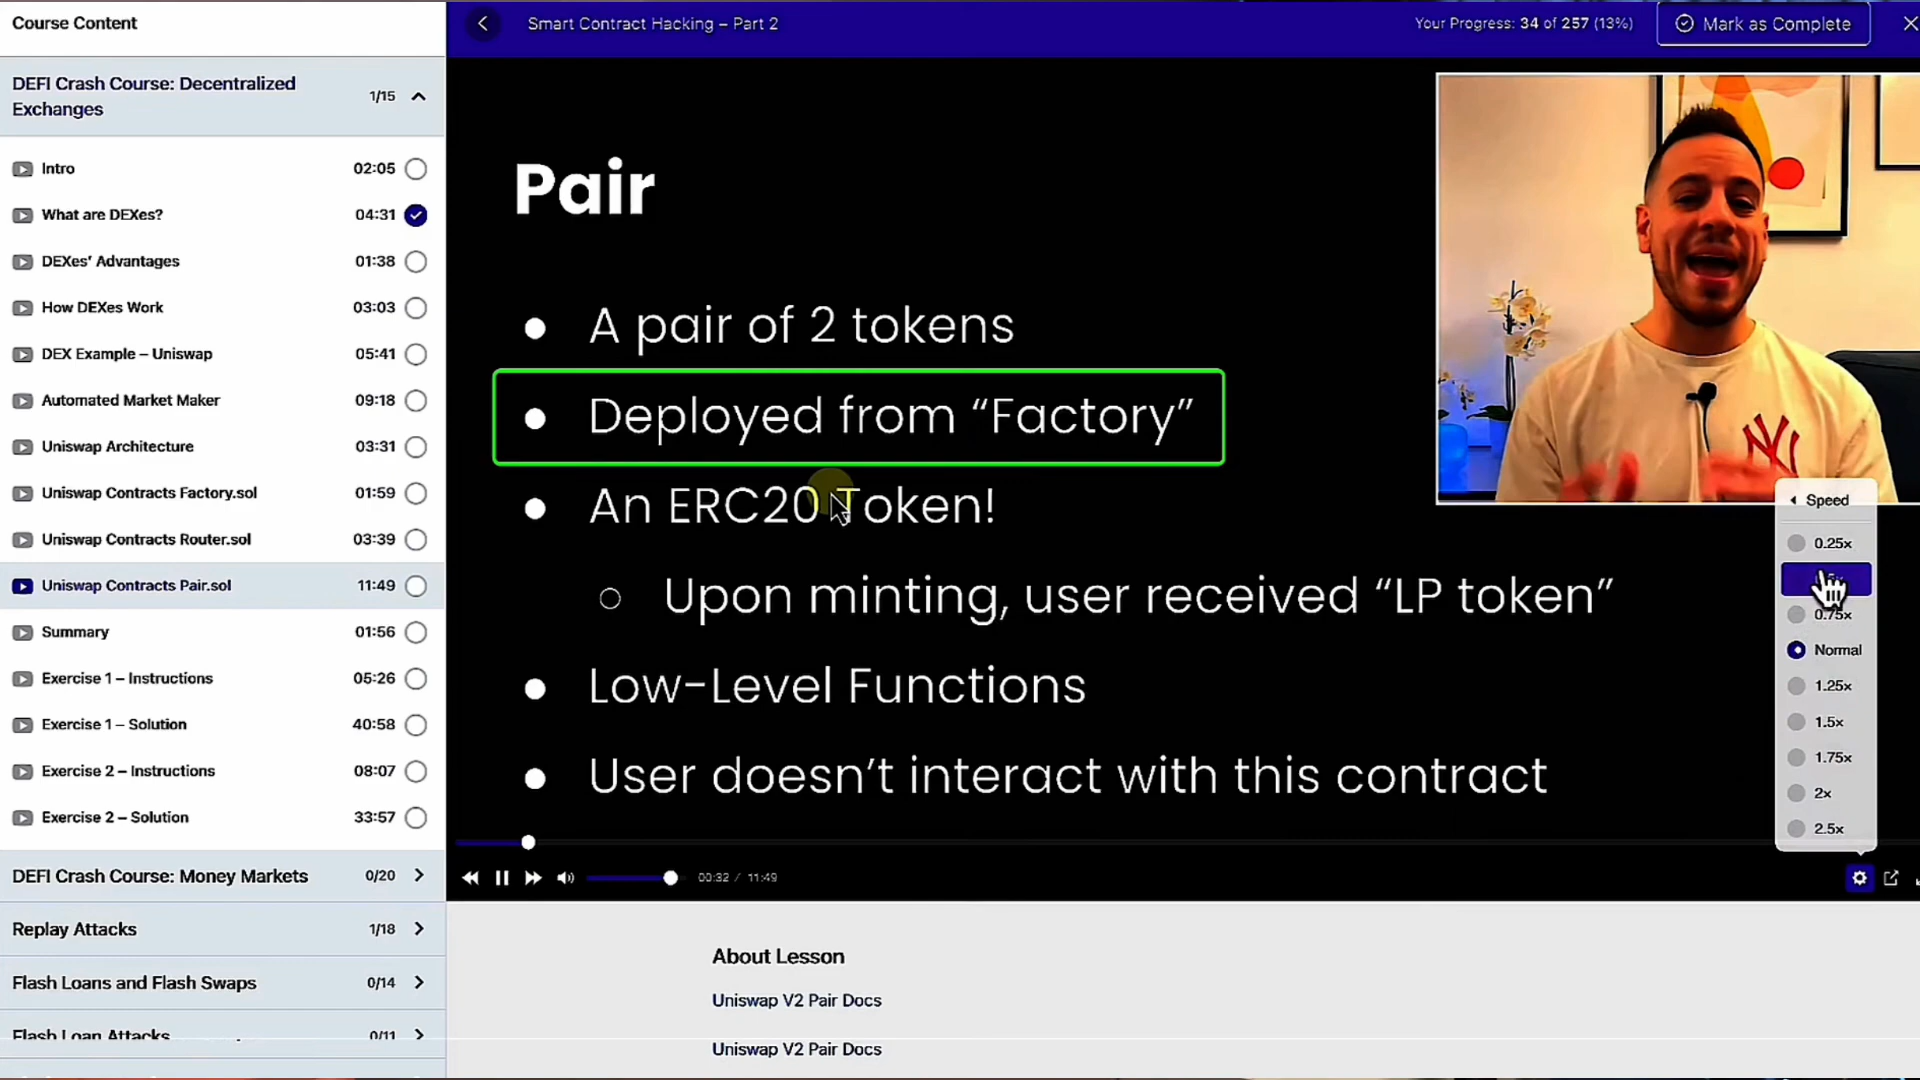 Course Content
Smart Contract Hacking – Part 2
Your Progress: 34 of 257 (13%)
Mark as Complete
DEFI Crash Course: Decentralized
Exchanges
1/15
Intro 02:05
What are DEXes? 04:31
DEXes’ Advantages 01:38
How DEXes Work 03:03
DEX Example – Uniswap 05:41
Automated Market Maker 09:18
Uniswap Architecture 03:31
Uniswap Contracts Factory.sol 01:59
Uniswap Contracts Router.sol 03:39
Uniswap Contracts Pair.sol 11:49
Summary 01:56
Exercise 1 – Instructions 05:26
Exercise 1 – Solution 40:58
Exercise 2 – Instructions 08:07
Exercise 2 – Solution 33:57
DEFI Crash Course: Money Markets 0/20
Replay Attacks 1/18
Flash Loans and Flash Swaps 0/14
Flash Loan Attacks 0/11
Pair
A pair of 2 tokens
Deployed from “Factory”
An ERC20 Token!
Upon minting, user received “LP token”
Low-Level Functions
User doesn’t interact with this contract
NY
Speed
0.25x
0.75x
Normal
1.25x
1.5x
1.75x
2x
2.5x
00:32 / 11:49
About Lesson
Uniswap V2 Pair Docs
Uniswap V2 Pair Docs